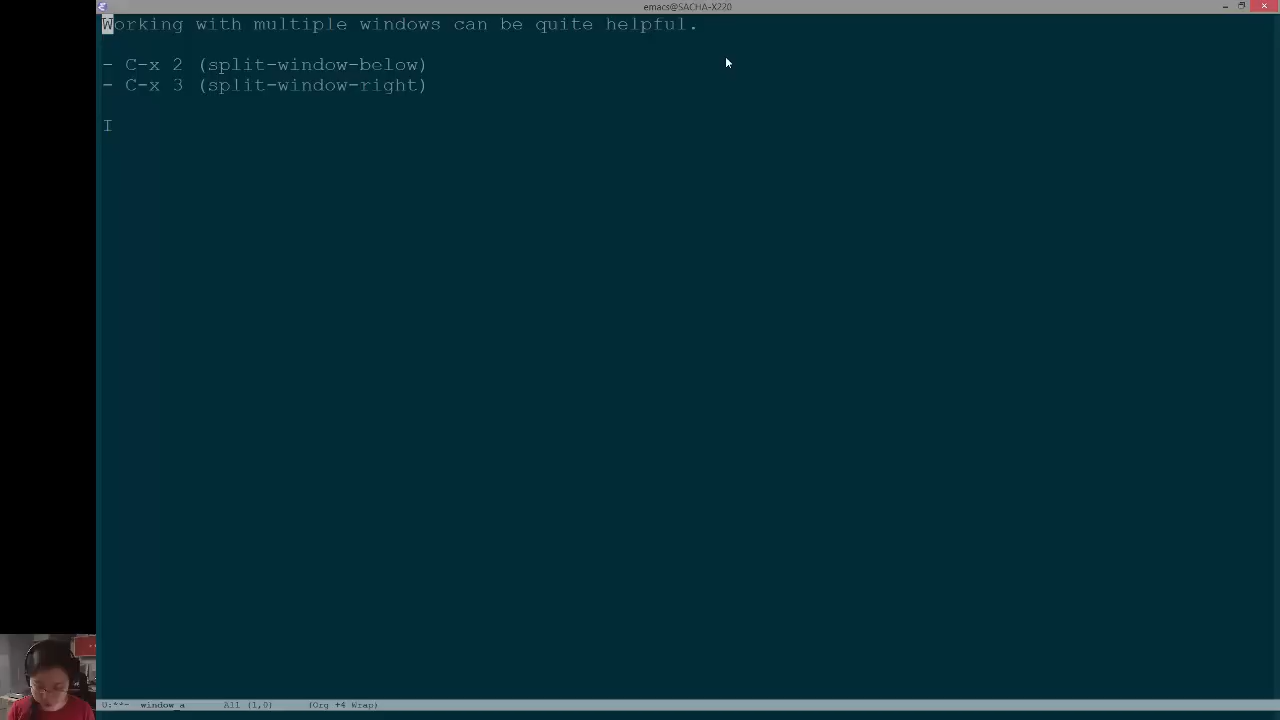 emacs@SACHA-X220
Working with multiple windows can be quite helpful.
- C-x 2 (split-window-below)
- C-x 3 (split-window-right)
I
U:**-  window_a       All (1,0)      (Org +4 Wrap)